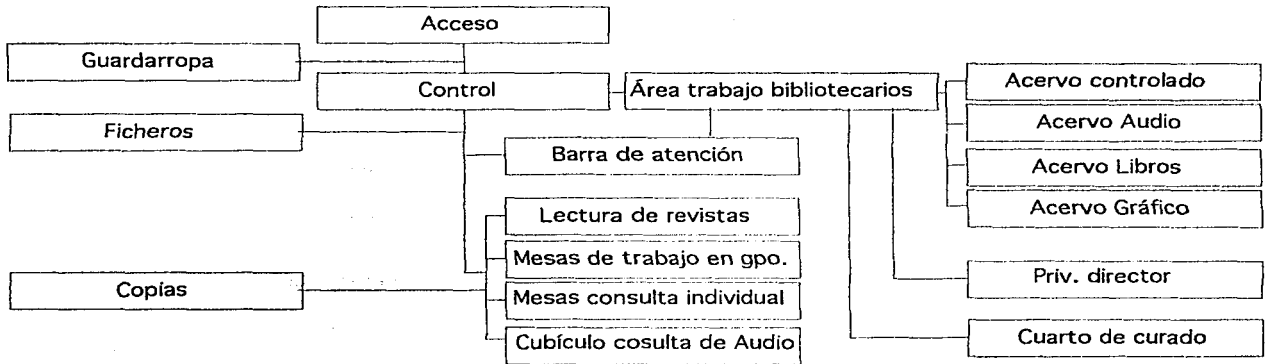 Acceso
Guardarropa
Control
Área trabajo bibliotecarios
Acervo controlado
Ficheros
Acervo Audio
Barra de atención
Acervo Libros
Lectura de revistas
Acervo Gráfico
Mesas de trabajo en gpo.
Copías
Mesas consulta individual
Priv. director
Cubículo cosulta de Audio
Cuarto de curado